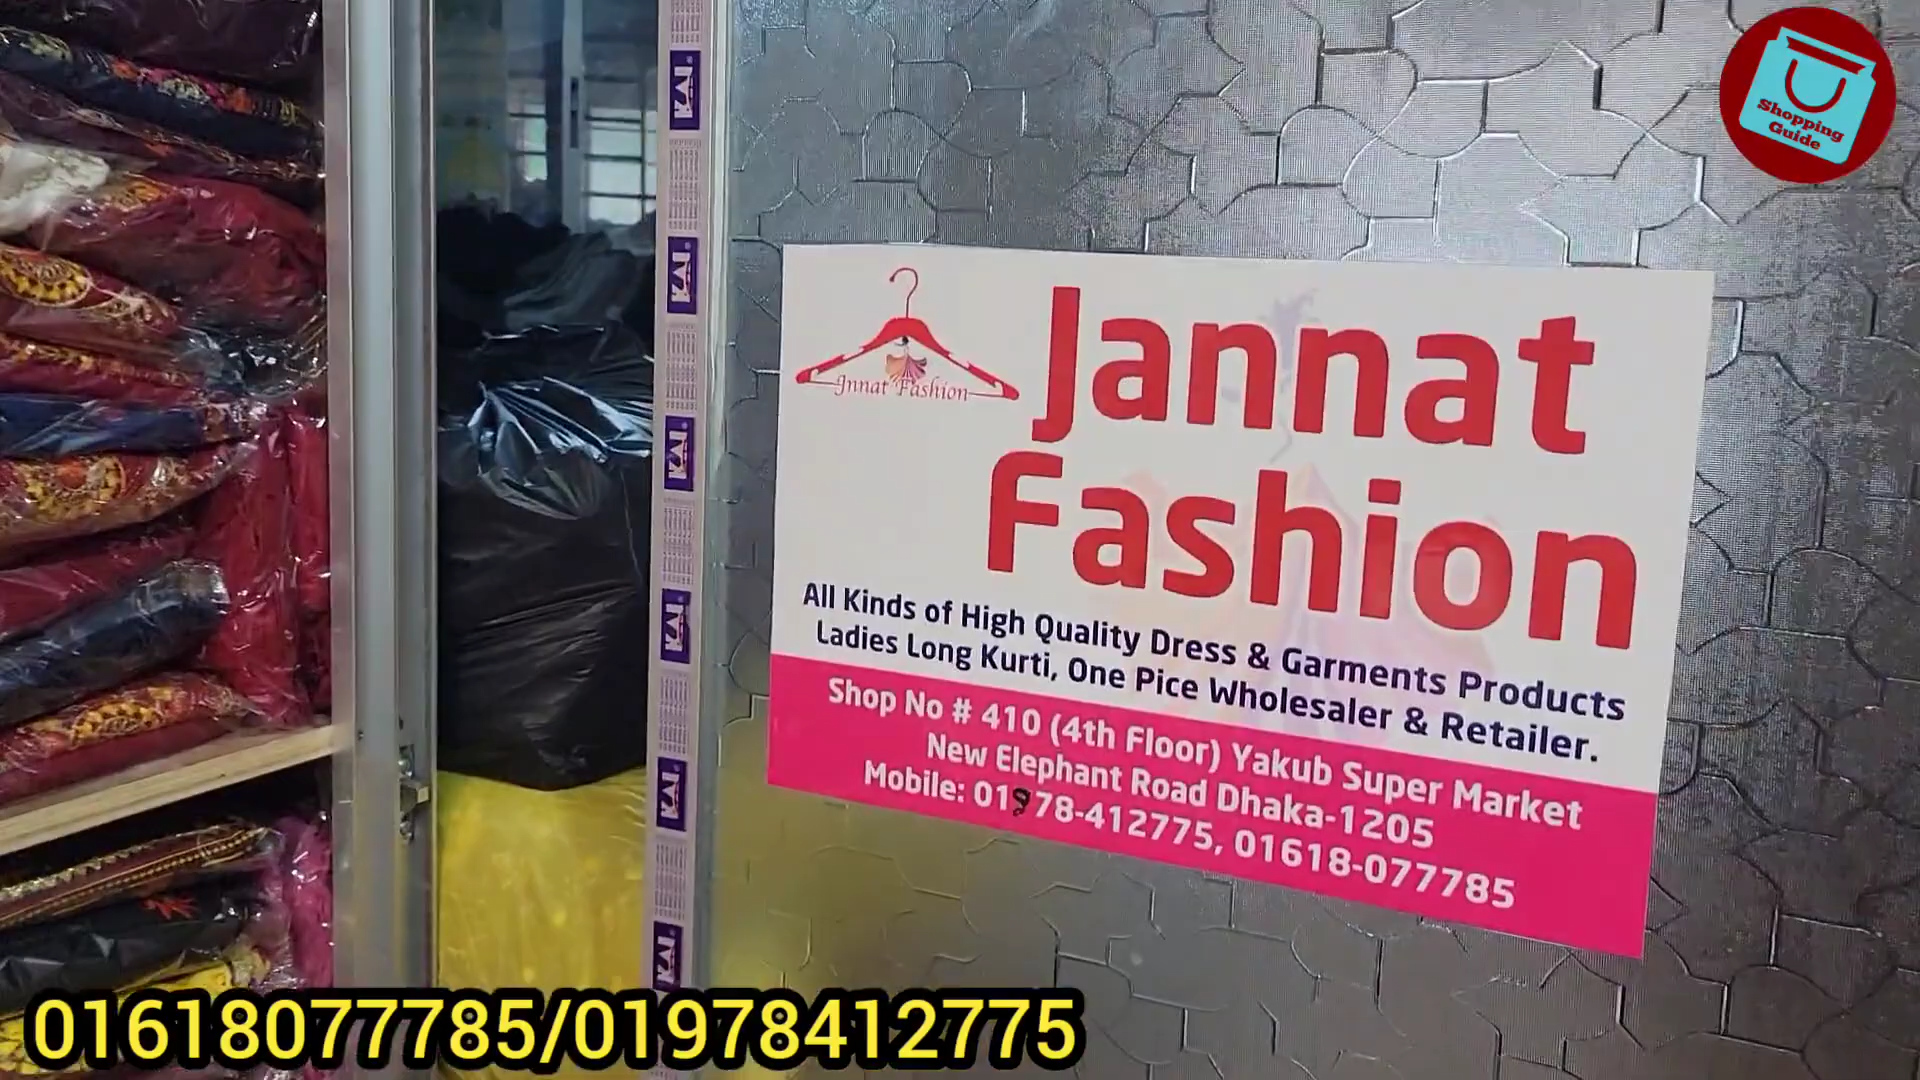 Shopping
Guide
Jnnat Fashion
Jannat
Fashion
All Kinds of High Quality Dress & Garments Products
Ladies Long Kurti, One Pice Wholesaler & Retailer.
Shop No # 410 (4th Floor) Yakub Super Market
New Elephant Road Dhaka-1205
Mobile: 01978-412775, 01618-077785
01618077785/01978412775